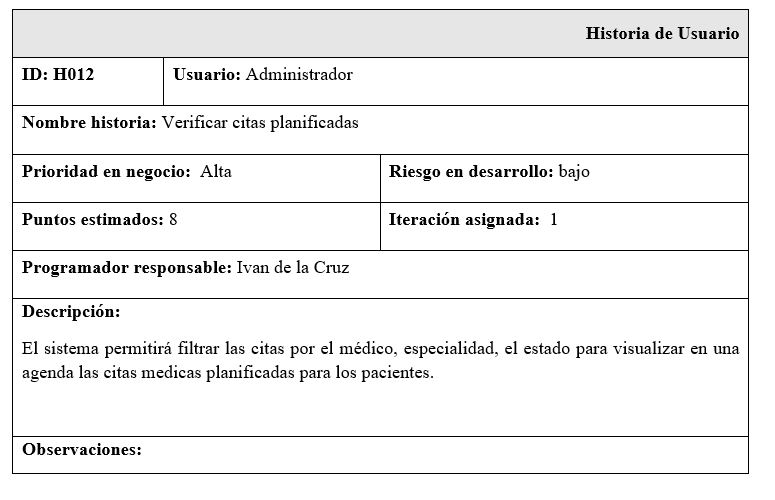 Historia de Usuario
ID: H012 Usuario: Administrador
Nombre historia: Verificar citas planificadas
Prioridad en negocio: Alta Riesgo en desarrollo: bajo
Puntos estimados: 8 Iteración asignada: 1
Programador responsable: Ivan de la Cruz
Descripción:
El sistema permitirá filtrar las citas por el médico, especialidad, el estado para visualizar en una
agenda las citas medicas planificadas para los pacientes.
Observaciones: